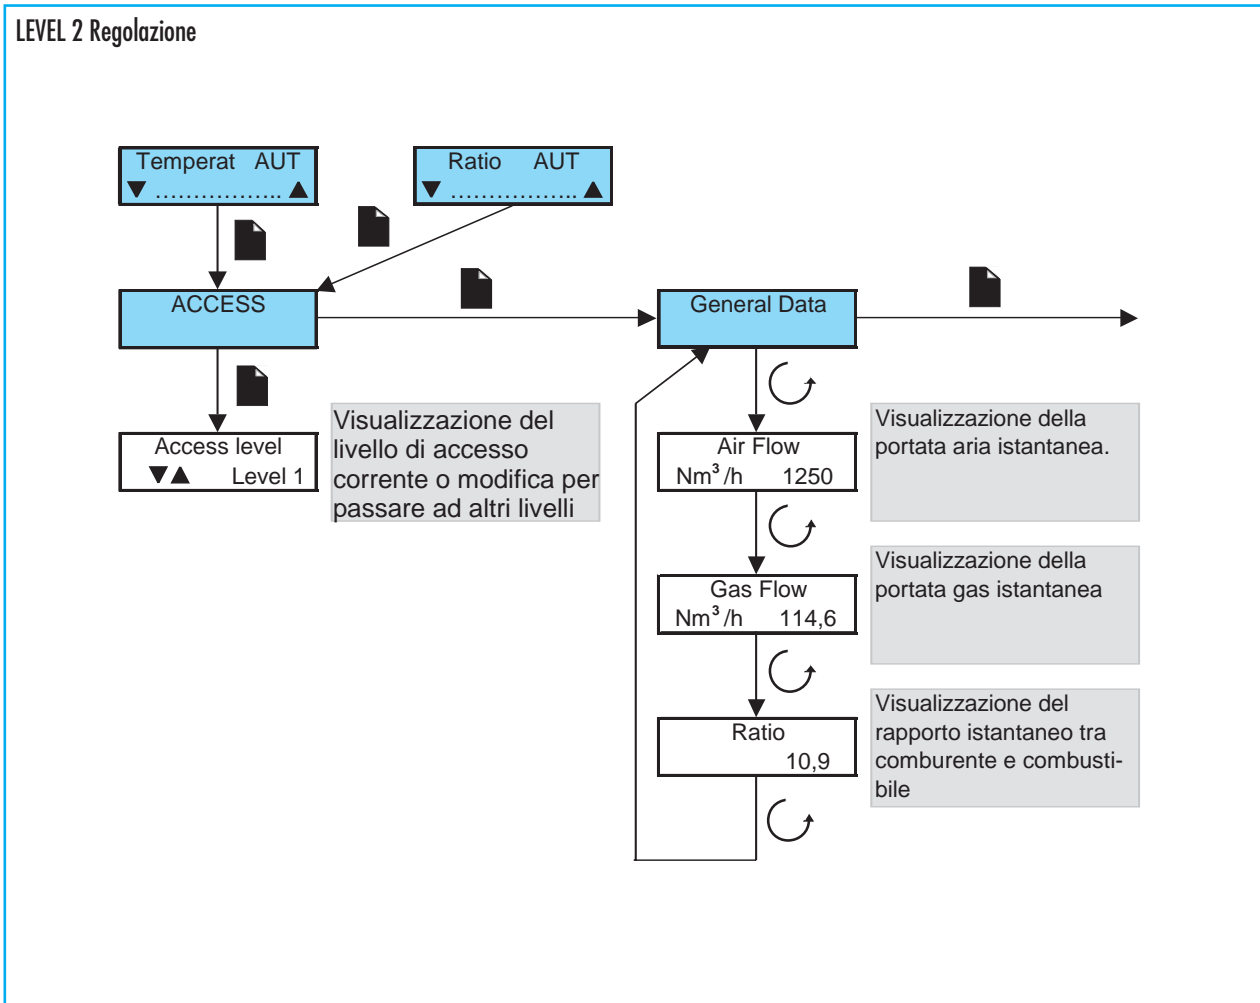 LEVEL 2 Regolazione
Temperat AUT
▼ ................. ▲
Ratio AUT
▼ ................. ▲
ACCESS
General Data
Access level
▼▲ Level 1
Visualizzazione del
livello di accesso
corrente o modifica per
passare ad altri livelli
Air Flow
Nm³/h 1250
Visualizzazione della
portata aria istantanea.
Gas Flow
Nm³/h 114,6
Visualizzazione della
portata gas istantanea
Ratio
10,9
Visualizzazione del
rapporto istantaneo tra
comburente e combusti-
bile